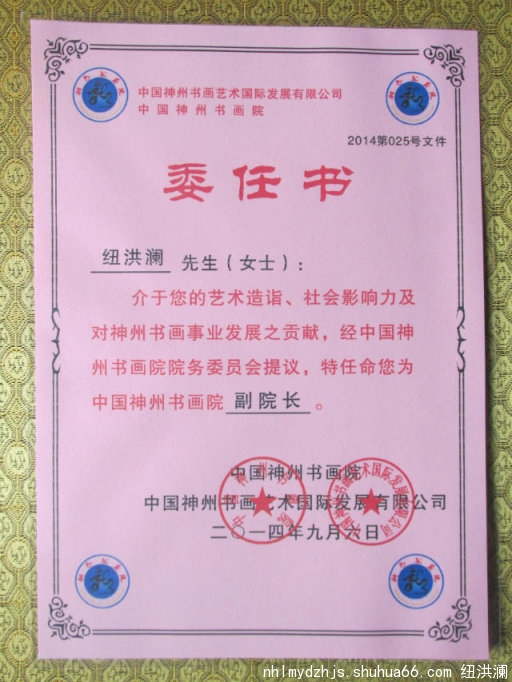 中国神州书画艺术国际发展有限公司
中国神州书画院
2014第025号文件
委任书
纽洪澜 先生（女士）：
介于您的艺术造诣、社会影响力及
对神州书画事业发展之贡献，经中国神
州书画院院务委员会提议，特任命您为
中国神州书画院 副院长 。
中国神州书画院
中国神州书画艺术国际发展有限公司
二〇一四年九月六日
nhlmydzhjs.shuhua66.com 纽洪澜